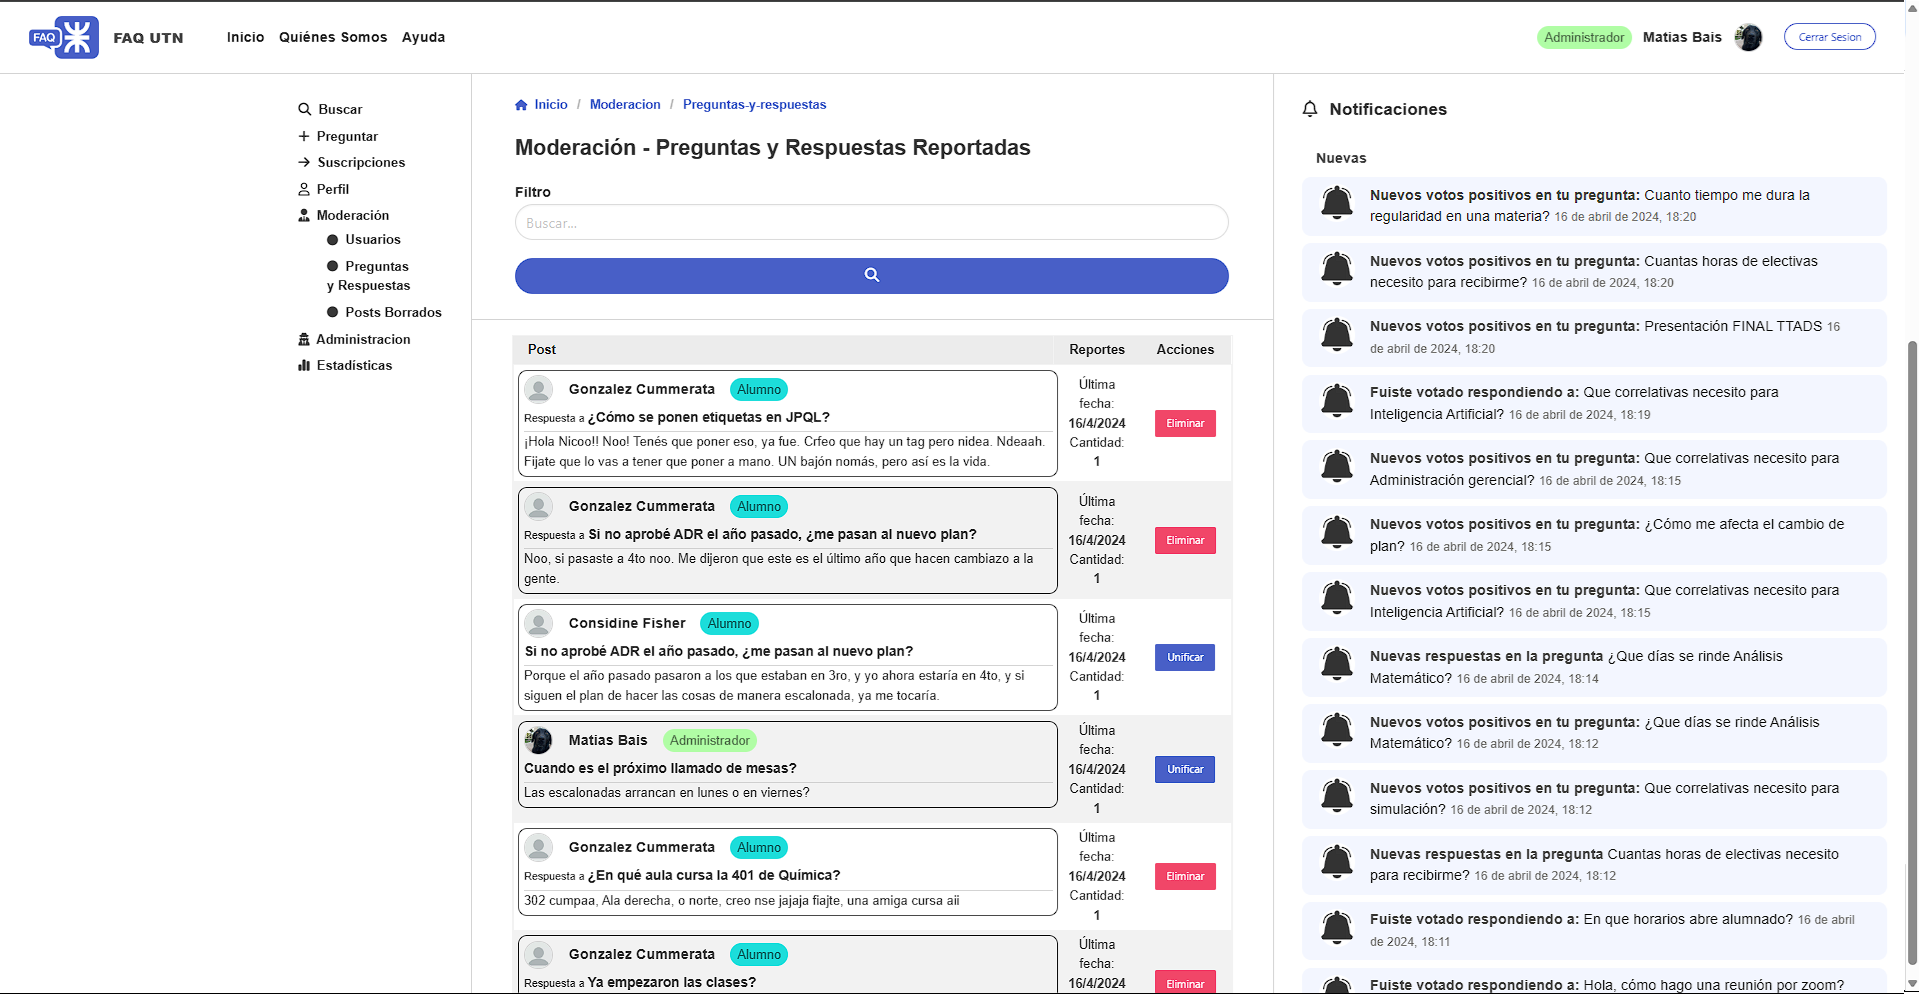 FAQ
FAQ UTN
Inicio
Quiénes Somos
Ayuda
Administrador
Matias Bais
Cerrar Sesion
Buscar
Preguntar
Suscripciones
Perfil
Moderación
Usuarios
Preguntas
y Respuestas
Posts Borrados
Administracion
Estadísticas
Inicio / Moderacion / Preguntas-y-respuestas
Moderación - Preguntas y Respuestas Reportadas
Filtro
Buscar...
Post
Reportes
Acciones
Gonzalez Cummerata
Alumno
Respuesta a ¿Cómo se ponen etiquetas en JPQL?
¡Hola Nicoo!! Noo! Tenés que poner eso, ya fue. Crfeo que hay un tag pero nidea. Ndeaah.
Fijate que lo vas a tener que poner a mano. UN bajón nomás, pero así es la vida.
Última
fecha:
16/4/2024
Cantidad:
1
Eliminar
Gonzalez Cummerata
Alumno
Respuesta a Si no aprobé ADR el año pasado, ¿me pasan al nuevo plan?
Noo, si pasaste a 4to noo. Me dijeron que este es el último año que hacen cambiazo a la
gente.
Última
fecha:
16/4/2024
Cantidad:
1
Eliminar
Considine Fisher
Alumno
Si no aprobé ADR el año pasado, ¿me pasan al nuevo plan?
Porque el año pasado pasaron a los que estaban en 3ro, y yo ahora estaría en 4to, y si
siguen el plan de hacer las cosas de manera escalonada, ya me tocaría.
Última
fecha:
16/4/2024
Cantidad:
1
Unificar
Matias Bais
Administrador
Cuando es el próximo llamado de mesas?
Las escalonadas arrancan en lunes o en viernes?
Última
fecha:
16/4/2024
Cantidad:
1
Unificar
Gonzalez Cummerata
Alumno
Respuesta a ¿En qué aula cursa la 401 de Química?
302 cumpaa, Ala derecha, o norte, creo nse jajaja fiajte, una amiga cursa aii
Última
fecha:
16/4/2024
Cantidad:
1
Eliminar
Gonzalez Cummerata
Alumno
Respuesta a Ya empezaron las clases?
Última
fecha:
16/4/2024
Eliminar
Notificaciones
Nuevas
Nuevos votos positivos en tu pregunta: Cuanto tiempo me dura la
regularidad en una materia? 16 de abril de 2024, 18:20
Nuevos votos positivos en tu pregunta: Cuantas horas de electivas
necesito para recibirme? 16 de abril de 2024, 18:20
Nuevos votos positivos en tu pregunta: Presentación FINAL TTADS 16
de abril de 2024, 18:20
Fuiste votado respondiendo a: Que correlativas necesito para
Inteligencia Artificial? 16 de abril de 2024, 18:19
Nuevos votos positivos en tu pregunta: Que correlativas necesito para
Administración gerencial? 16 de abril de 2024, 18:15
Nuevos votos positivos en tu pregunta: ¿Cómo me afecta el cambio de
plan? 16 de abril de 2024, 18:15
Nuevos votos positivos en tu pregunta: Que correlativas necesito para
Inteligencia Artificial? 16 de abril de 2024, 18:15
Nuevas respuestas en la pregunta ¿Que días se rinde Análisis
Matemático? 16 de abril de 2024, 18:14
Nuevos votos positivos en tu pregunta: ¿Que días se rinde Análisis
Matemático? 16 de abril de 2024, 18:12
Nuevos votos positivos en tu pregunta: Que correlativas necesito para
simulación? 16 de abril de 2024, 18:12
Nuevas respuestas en la pregunta Cuantas horas de electivas necesito
para recibirme? 16 de abril de 2024, 18:12
Fuiste votado respondiendo a: En que horarios abre alumnado? 16 de abril
de 2024, 18:11
Fuiste votado respondiendo a: Hola, cómo hago una reunión por zoom?